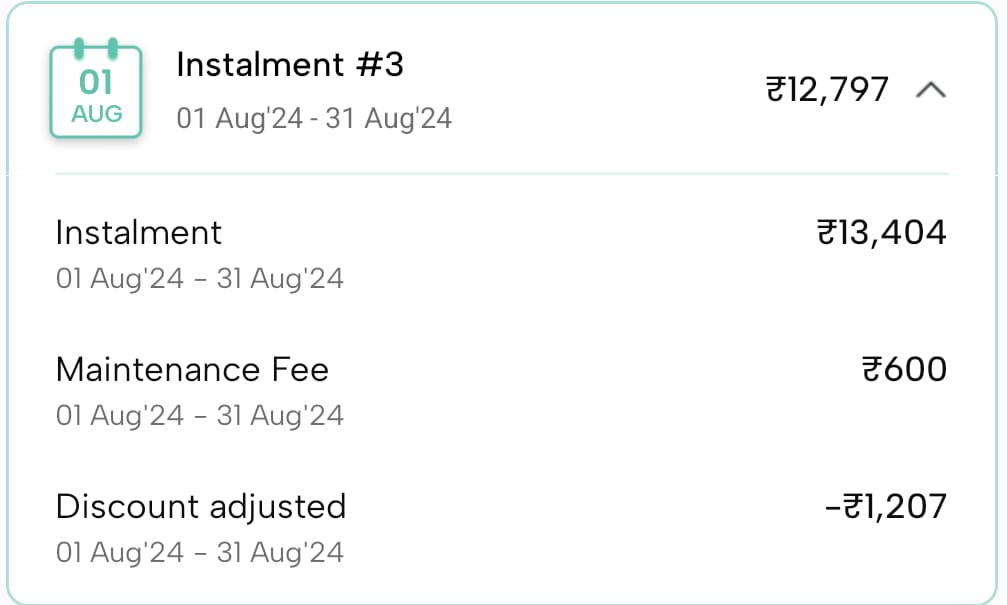 01
AUG
Instalment #3
01 Aug'24 - 31 Aug'24
₹12,797
Instalment
₹13,404
01 Aug'24 – 31 Aug'24
Maintenance Fee
₹600
01 Aug'24 – 31 Aug'24
Discount adjusted
-₹1,207
01 Aug'24 – 31 Aug'24